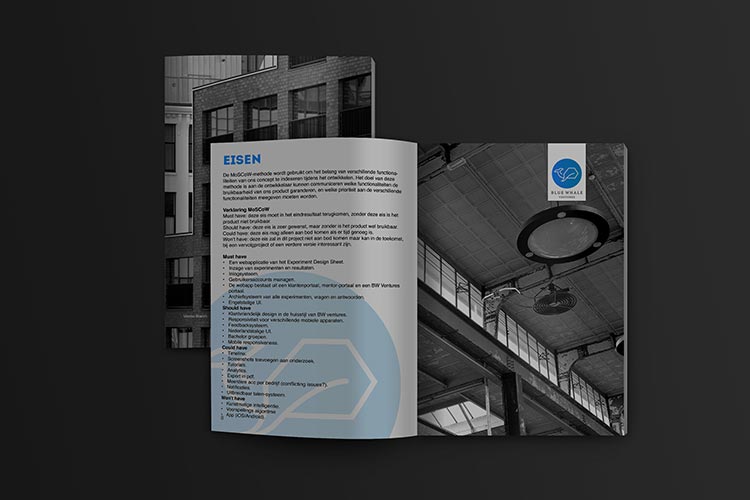 EISEN
De MoSCoW-methode wordt gebruikt om het belang van verschillende functiona-
liteiten van ons concept te indexeren tijdens het ontwikkelen. Het doel van deze
methode is aan de ontwikkelaar kunnen communiceren welke functionaliteiten de
bruikbaarheid van ons product garanderen, en welke prioriteit aan de verschillende
functionaliteiten meegeven moeten worden.
Verklaring MoSCoW
Must have: deze eis moet in het eindresultaat terugkomen, zonder deze eis is het
product niet bruikbaar.
Should have: deze eis is zeer gewenst, maar zonder is het product wel bruikbaar.
Could have: deze eis mag alleen aan bod komen als er tijd genoeg is.
Won't have: deze eis zal in dit project niet aan bod komen maar kan in de toekomst,
bij een vervolgproject of een verdere versie interessant zijn.
Must have
• Een webapplicatie van het Experiment Design Sheet.
• Inzage van experimenten en resultaten.
• Inlogsysteem.
• Gebruikersaccounts managen.
• De webapp bestaat uit een klantenportaal, mentor-portaal en een BW Ventures
portaal.
• Archiefsysteem van alle experimenten, vragen en antwoorden.
• Engelstalige UI.
Should have
• Klantvriendelijk design in de huisstijl van BW ventures.
• Responsiviteit voor verschillende mobiele apparaten.
• Feedbacksysteem.
• Nederlandstalige UI.
• Bachelor groepen.
• Mobile responsiveness.
Could have
• Timeline.
• Screenshots toevoegen aan onderzoek.
• Tutorials.
• Analytics.
• Export in pdf.
• Meerdere acc per bedrijf (conflicting issues?).
• Notificaties.
• Uitbreidbaar talen-systeem.
Won't have
• Kunstmatige intelligentie.
• Voorspellings algoritme
• App (iOS/Android).
BLUE WHALE
VENTURES